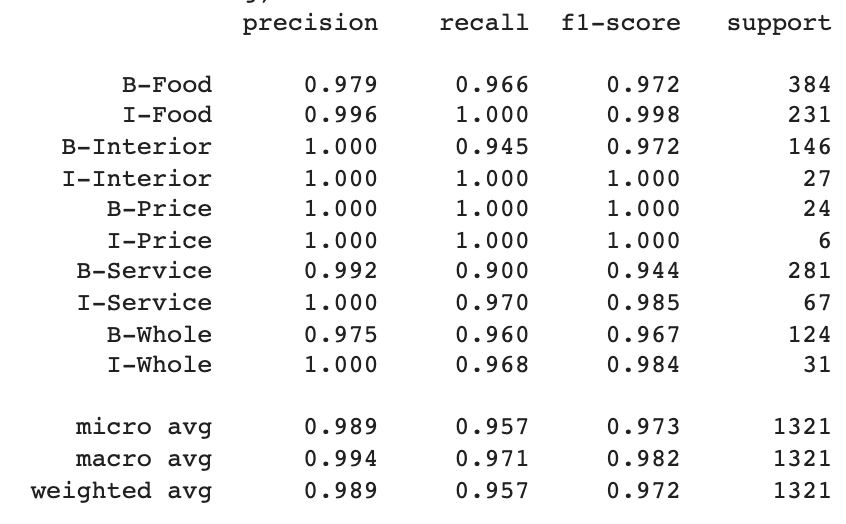 precision recall f1-score support
B-Food 0.979 0.966 0.972 384
I-Food 0.996 1.000 0.998 231
B-Interior 1.000 0.945 0.972 146
I-Interior 1.000 1.000 1.000 27
B-Price 1.000 1.000 1.000 24
I-Price 1.000 1.000 1.000 6
B-Service 0.992 0.900 0.944 281
I-Service 1.000 0.970 0.985 67
B-Whole 0.975 0.960 0.967 124
I-Whole 1.000 0.968 0.984 31
micro avg 0.989 0.957 0.973 1321
macro avg 0.994 0.971 0.982 1321
weighted avg 0.989 0.957 0.972 1321